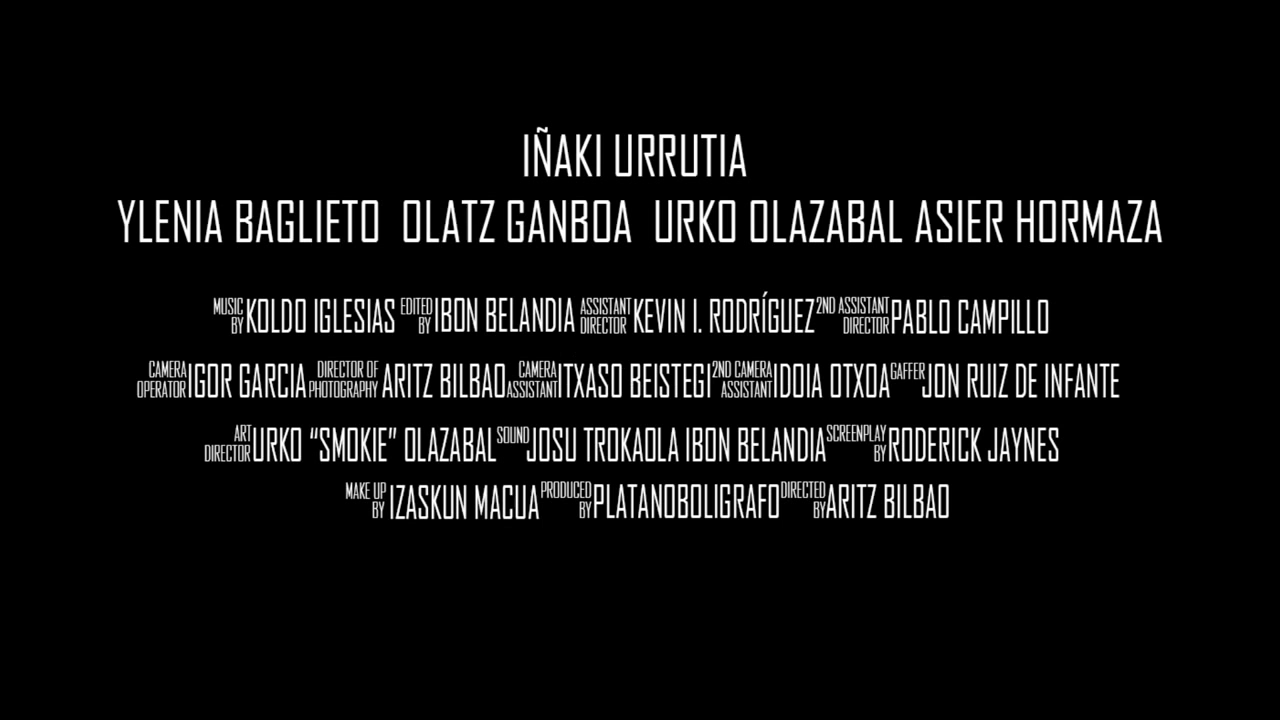 IÑAKI URRUTIA
YLENIA BAGLIETO OLATZ GANBOA URKO OLAZABAL ASIER HORMAZA
MUSIC BY KOLDO IGLESIAS EDITED BY IBON BELANDIA ASSISTANT DIRECTOR KEVIN I. RODRÍGUEZ 2ND ASSISTANT DIRECTOR PABLO CAMPILLO
CAMERA OPERATOR IGOR GARCIA DIRECTOR OF PHOTOGRAPHY ARITZ BILBAO CAMERA ASSISTANT ITXASO BEISTEGI 2ND CAMERA ASSISTANT IDOIA OTXOA GAFFER JON RUIZ DE INFANTE
ART DIRECTOR URKO “SMOKIE” OLAZABAL SOUND JOSU TROKAOLA IBON BELANDIA SCREENPLAY BY RODERICK JAYNES
MAKE UP BY IZASKUN MACUA PRODUCED BY PLATANOBOLIGRAFO DIRECTED BY ARITZ BILBAO